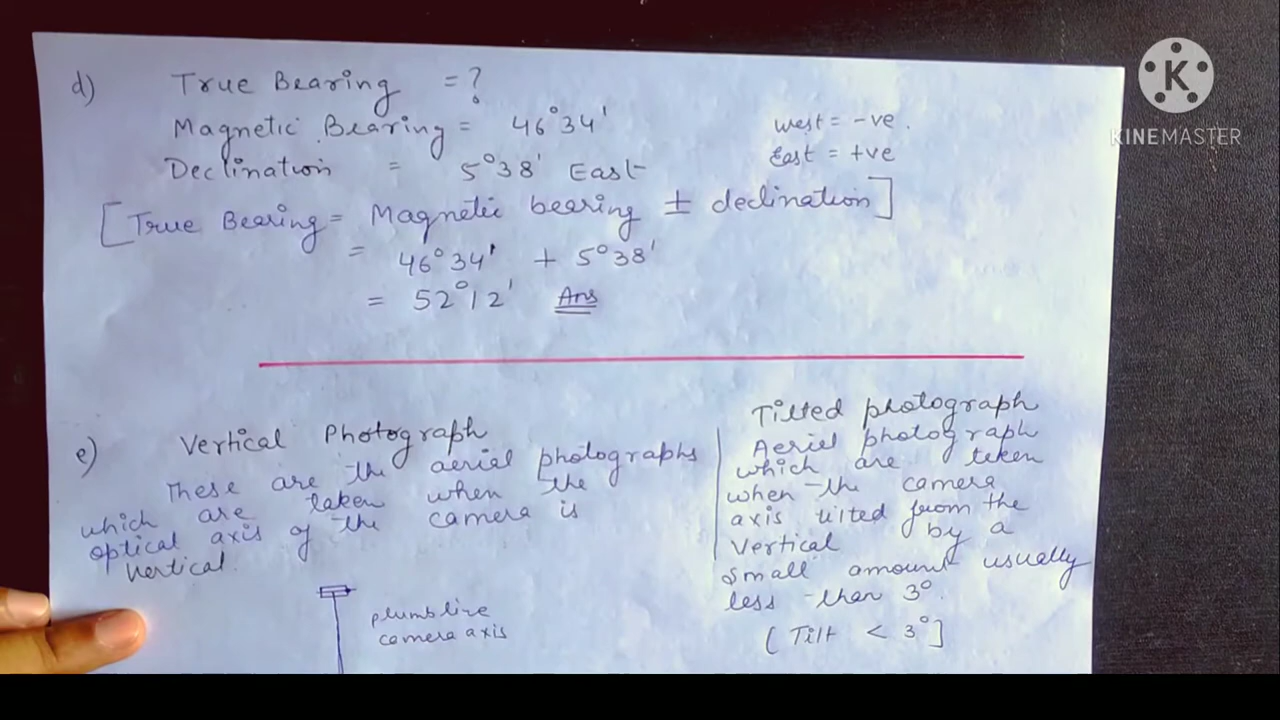 d) True Bearing = ?
Magnetic Bearing = 46°34'
Declination = 5°38' East
West = -ve.
East = +ve
[True Bearing = Magnetic bearing ± declination]
= 46°34' + 5°38'
= 52°12' Ans
e) Vertical Photograph
These are the aerial photographs
which are taken when the
optical axis of the camera is
vertical.
plumbline
camera axis
Tilted photograph
Aerial photograph
which are taken
when the camera
axis tilted from the
vertical by a
small amount usually
less than 3°.
(Tilt < 3°]
K
KINEMASTER